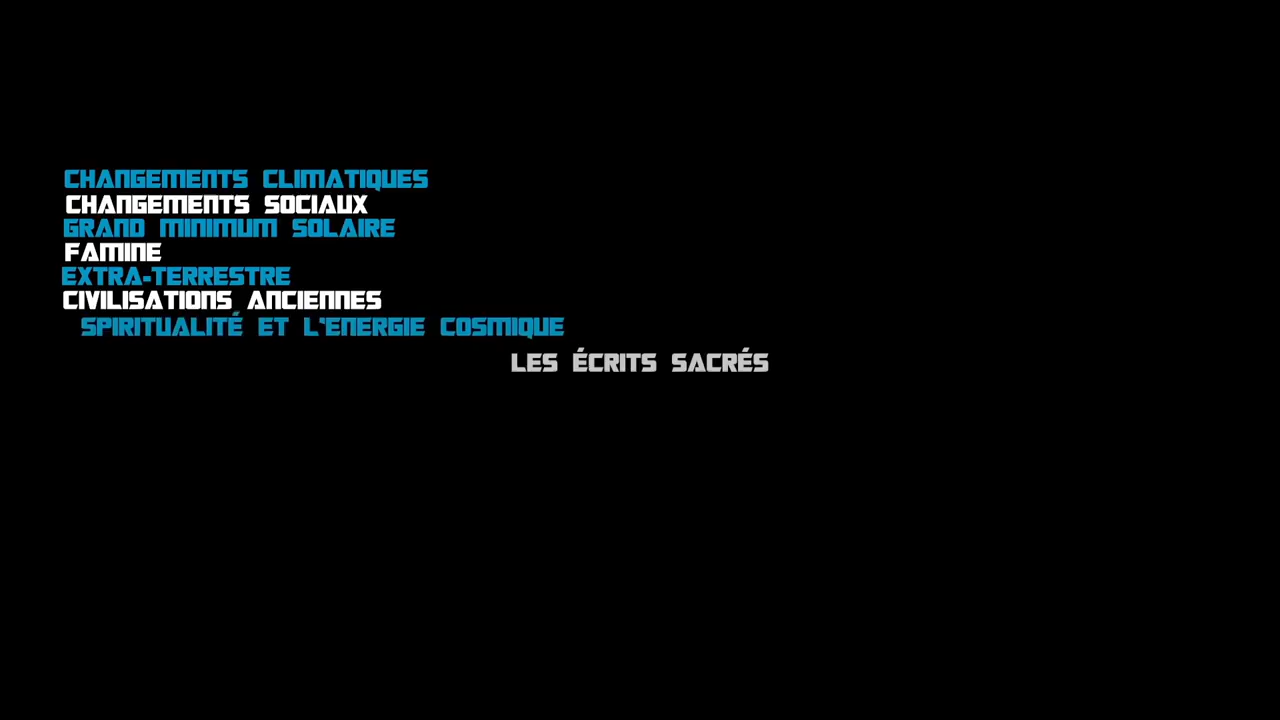 CHANGEMENTS CLIMATIQUES
CHANGEMENTS SOCIAUX
GRAND MINIMUM SOLAIRE
FAMINE
EXTRA-TERRESTRE
CIVILISATIONS ANCIENNES
SPIRITUALITÉ ET L'ENERGIE COSMIQUE
LES ÉCRITS SACRÉS